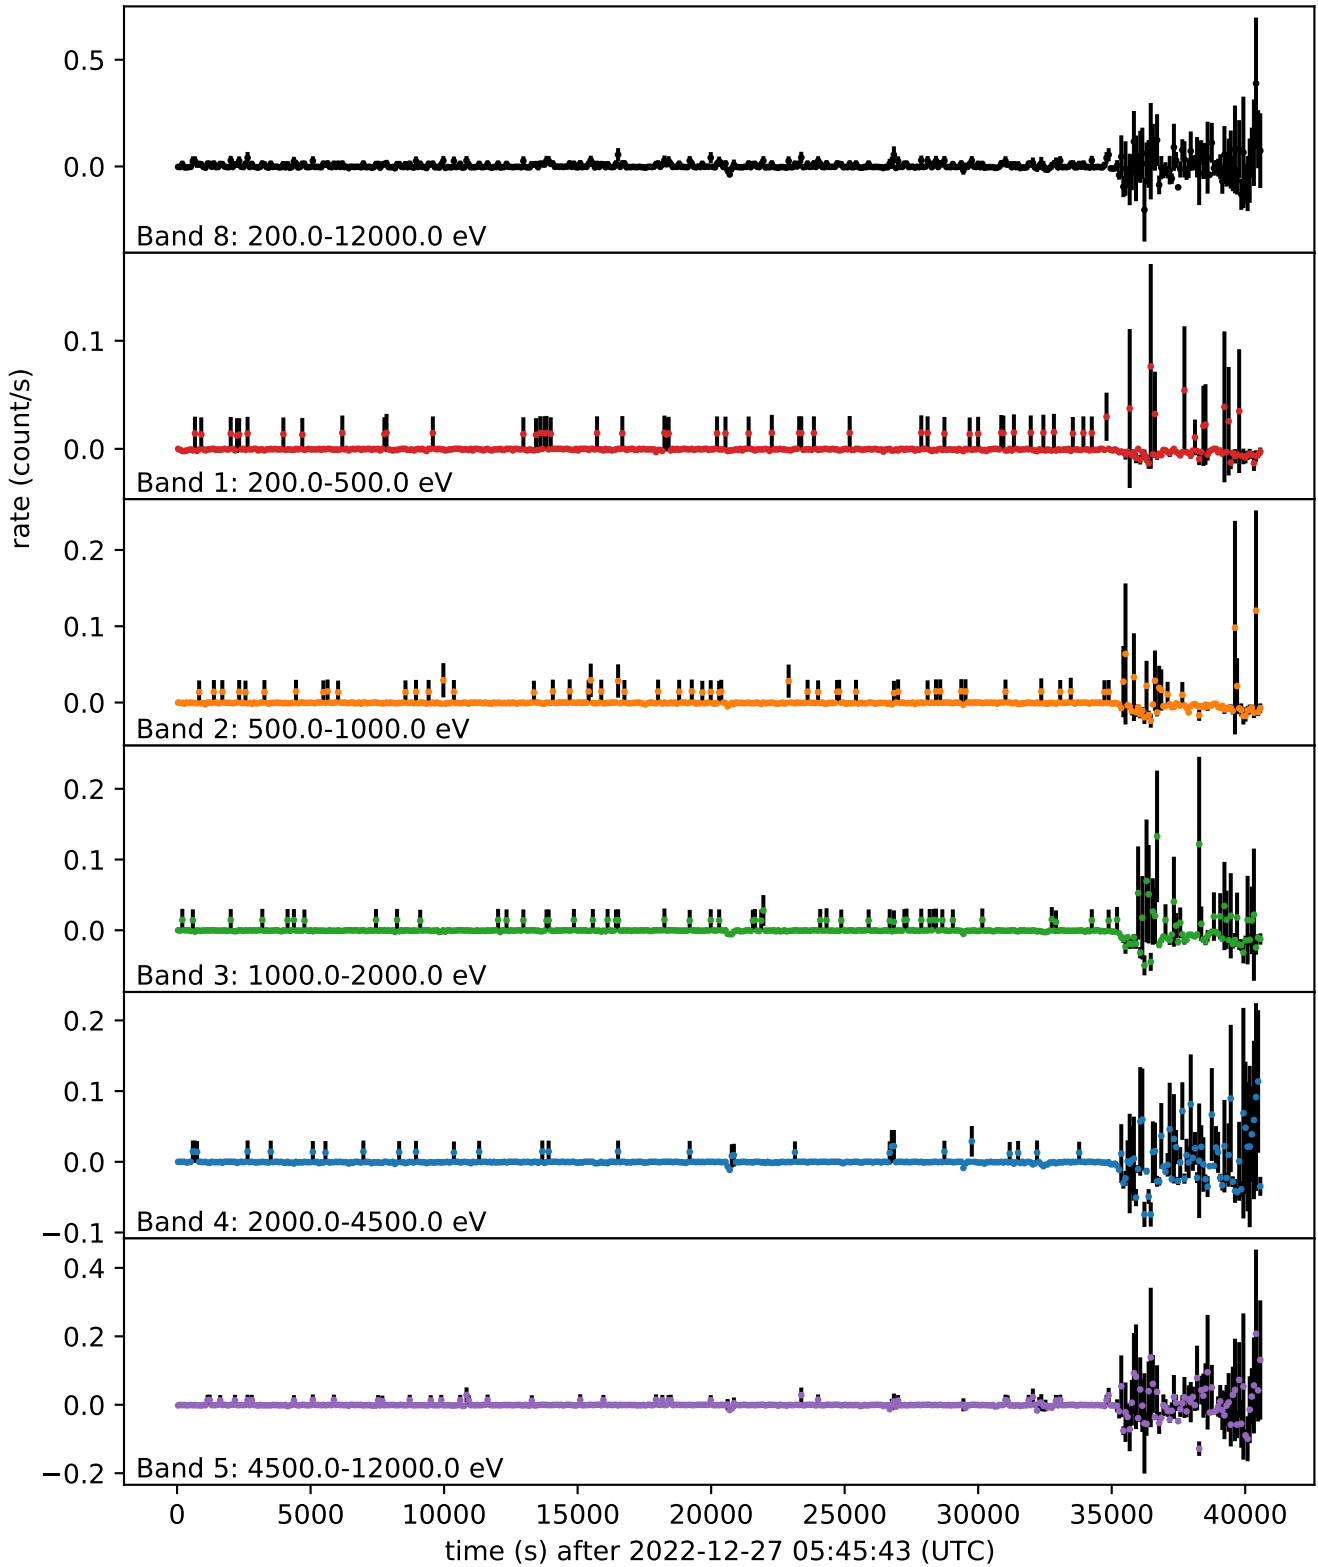 0.5
0.0
Band 8: 200.0-12000.0 eV
0.1
0.0
Band 1: 200.0-500.0 eV
rate (count/s)
0.2
0.1
0.0
Band 2: 500.0-1000.0 eV
0.2
0.1
0.0
Band 3: 1000.0-2000.0 eV
0.2
0.1
0.0
−0.1
Band 4: 2000.0-4500.0 eV
0.4
0.2
0.0
−0.2
Band 5: 4500.0-12000.0 eV
0 5000 10000 15000 20000 25000 30000 35000 40000
time (s) after 2022-12-27 05:45:43 (UTC)